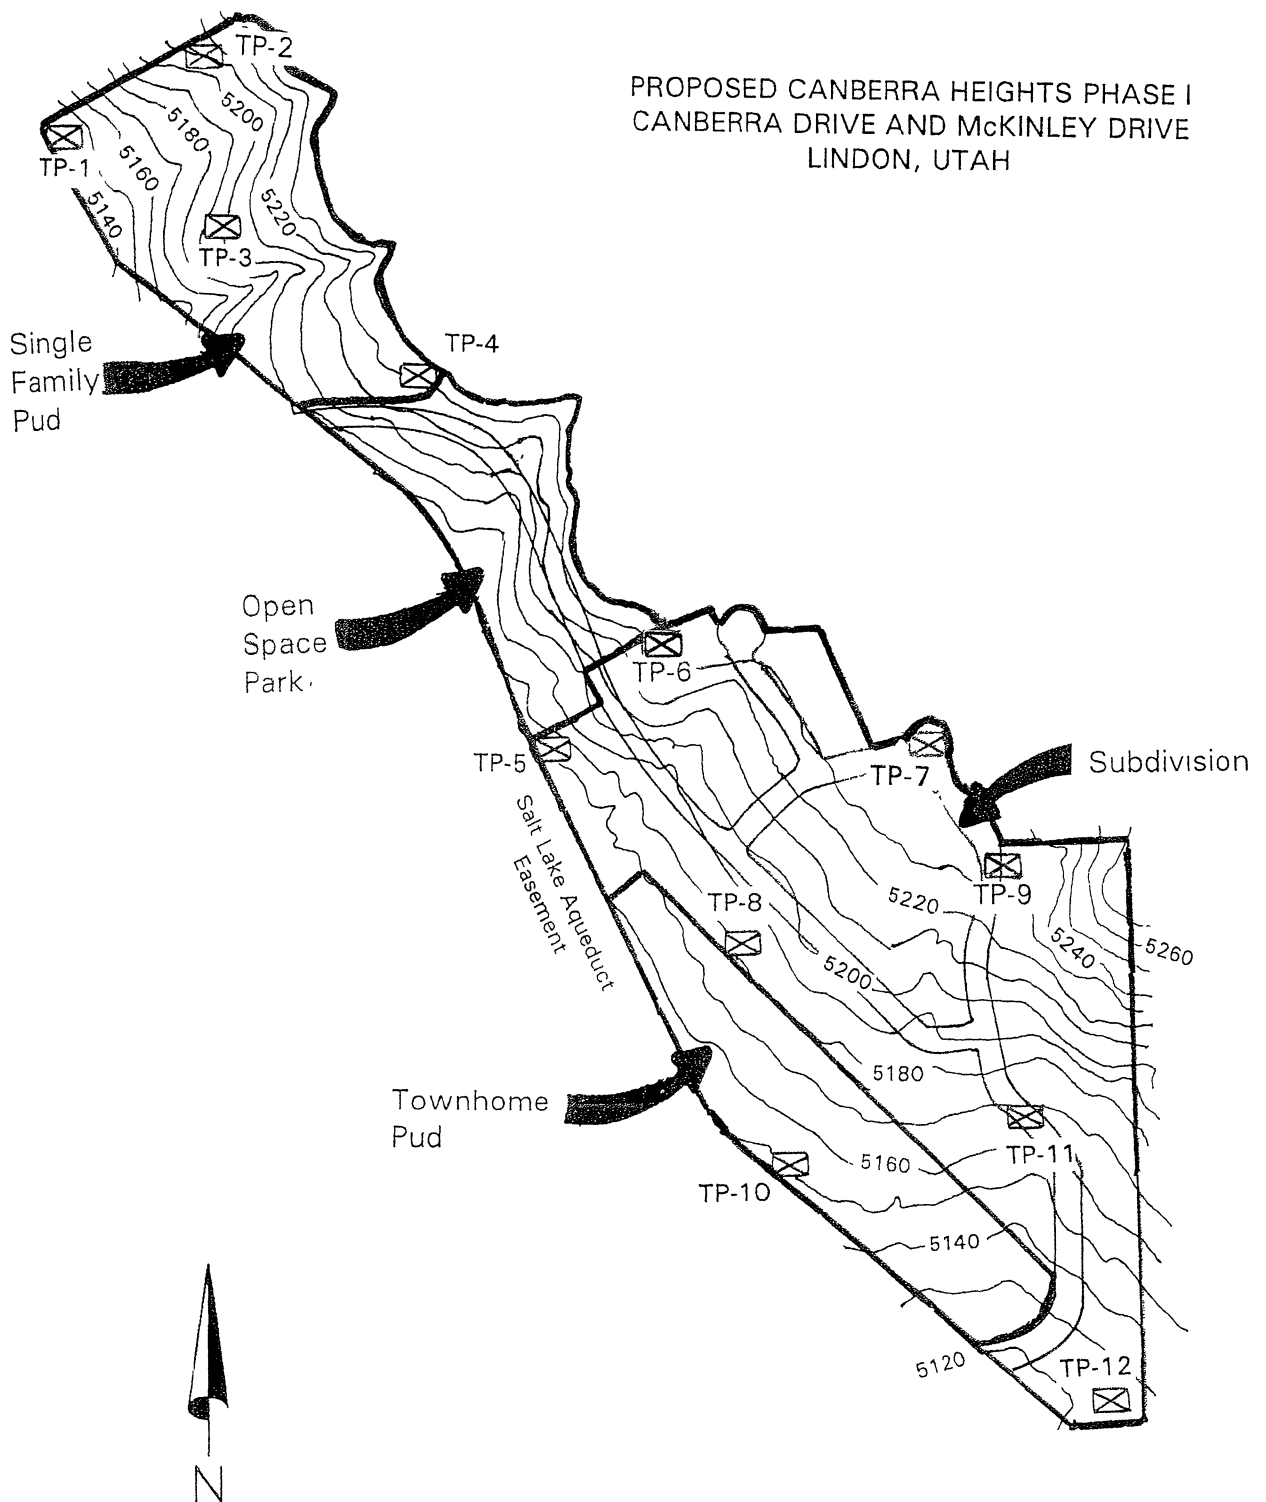 PROPOSED CANBERRA HEIGHTS PHASE I
CANBERRA DRIVE AND McKINLEY DRIVE
LINDON, UTAH
TP-2
5200
5180
TP-1
5160
5140
5220
TP-3
Single
Family
Pud
TP-4
Open
Space
Park.
TP-6
TP-5
TP-7
Subdivision
Salt Lake Aqueduct
Easement
TP-8
TP-9
5220
5240
5260
5200
5180
Townhome
Pud
TP-11
5160
TP-10
5140
5120
TP-12
N